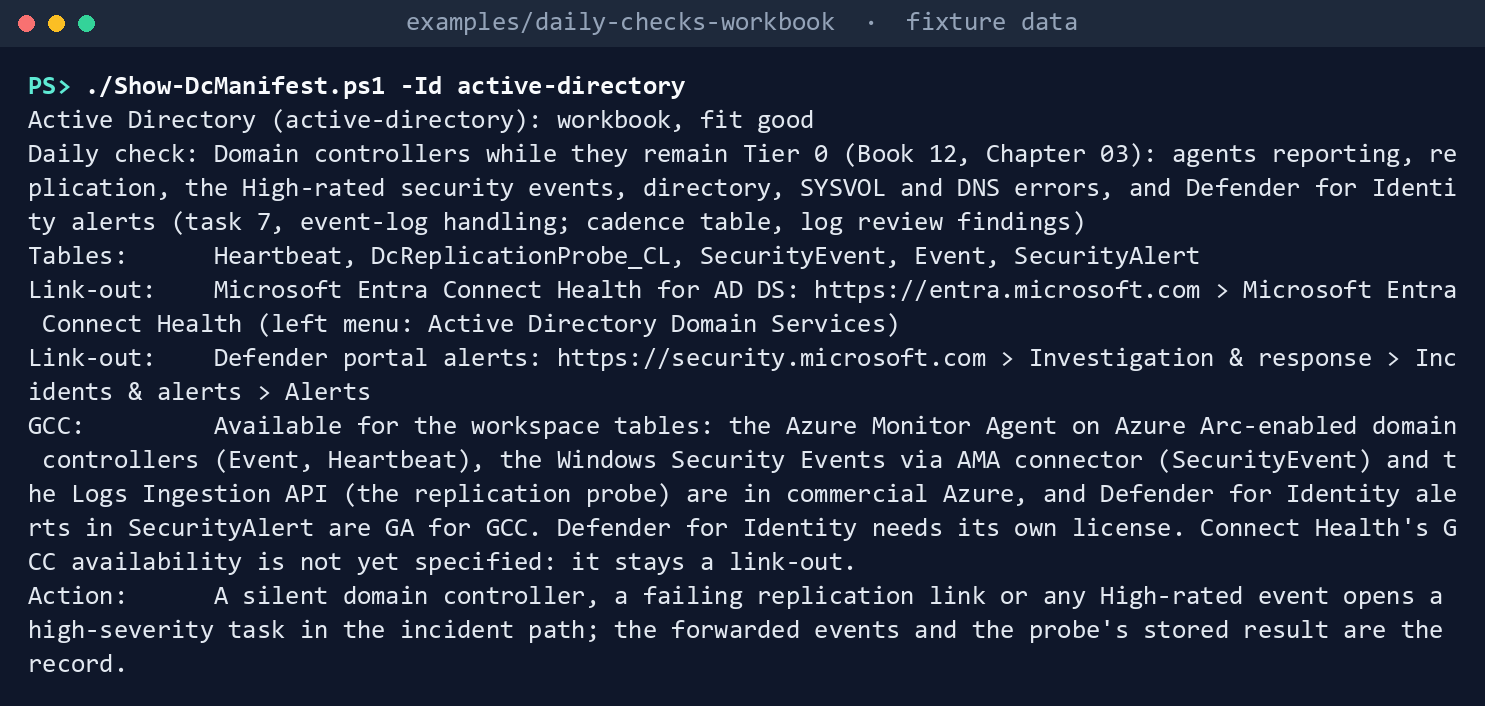 examples/daily-checks-workbook · fixture data
PS> ./Show-DcManifest.ps1 -Id active-directory
Active Directory (active-directory): workbook, fit good
Daily check: Domain controllers while they remain Tier 0 (Book 12, Chapter 03): agents reporting, re
plication, the High-rated security events, directory, SYSVOL and DNS errors, and Defender for Identi
ty alerts (task 7, event-log handling; cadence table, log review findings)
Tables:      Heartbeat, DcReplicationProbe_CL, SecurityEvent, Event, SecurityAlert
Link-out:    Microsoft Entra Connect Health for AD DS: https://entra.microsoft.com > Microsoft Entra
 Connect Health (left menu: Active Directory Domain Services)
Link-out:    Defender portal alerts: https://security.microsoft.com > Investigation & response > Inc
idents & alerts > Alerts
GCC:         Available for the workspace tables: the Azure Monitor Agent on Azure Arc-enabled domain
 controllers (Event, Heartbeat), the Windows Security Events via AMA connector (SecurityEvent) and t
he Logs Ingestion API (the replication probe) are in commercial Azure, and Defender for Identity ale
rts in SecurityAlert are GA for GCC. Defender for Identity needs its own license. Connect Health's G
CC availability is not yet specified: it stays a link-out.
Action:      A silent domain controller, a failing replication link or any High-rated event opens a
high-severity task in the incident path; the forwarded events and the probe's stored result are the
record.